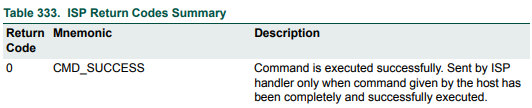 Table 333. ISP Return Codes Summary
Return Code Mnemonic Description
0 CMD_SUCCESS Command is executed successfully. Sent by ISP
handler only when command given by the host has
been completely and successfully executed.